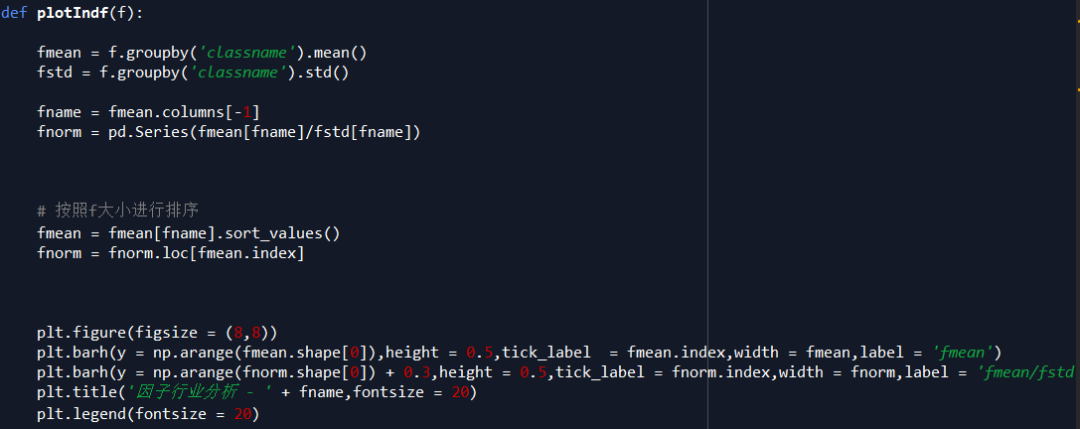 def plotIndf(f):
fmean = f.groupby('classname').mean()
fstd = f.groupby('classname').std()
fname = fmean.columns[-1]
fnorm = pd.Series(fmean[fname]/fstd[fname])
# 按照f大小进行排序
fmean = fmean[fname].sort_values()
fnorm = fnorm.loc[fmean.index]
plt.figure(figsize = (8,8))
plt.barh(y = np.arange(fmean.shape[0]),height = 0.5,tick_label  = fmean.index,width = fmean,label = 'fmean')
plt.barh(y = np.arange(fnorm.shape[0]) + 0.3,height = 0.5,tick_label = fnorm.index,width = fnorm,label = 'fmean/fstd
plt.title('因子行业分析 - ' + fname,fontsize = 20)
plt.legend(fontsize = 20)